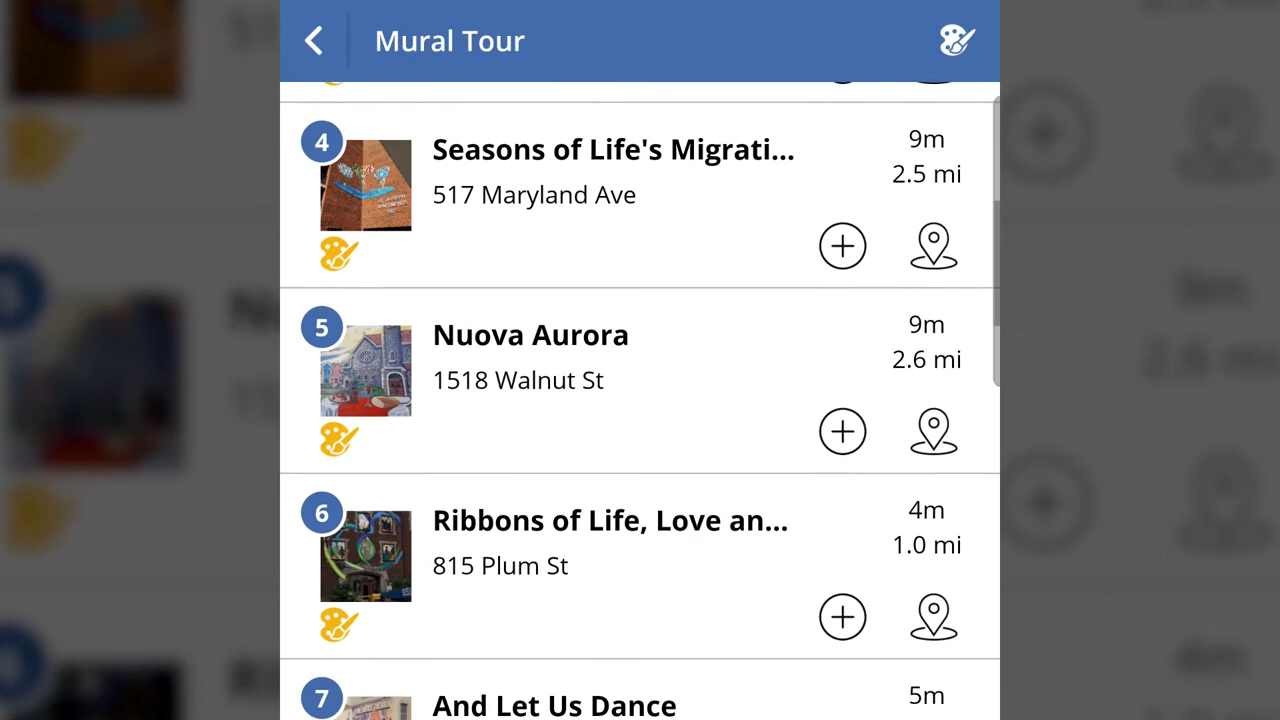 Mural Tour
4
Seasons of Life's Migrati...
517 Maryland Ave
9m
2.5 mi
5
Nuova Aurora
1518 Walnut St
9m
2.6 mi
6
Ribbons of Life, Love an...
815 Plum St
4m
1.0 mi
7
And Let Us Dance
5m